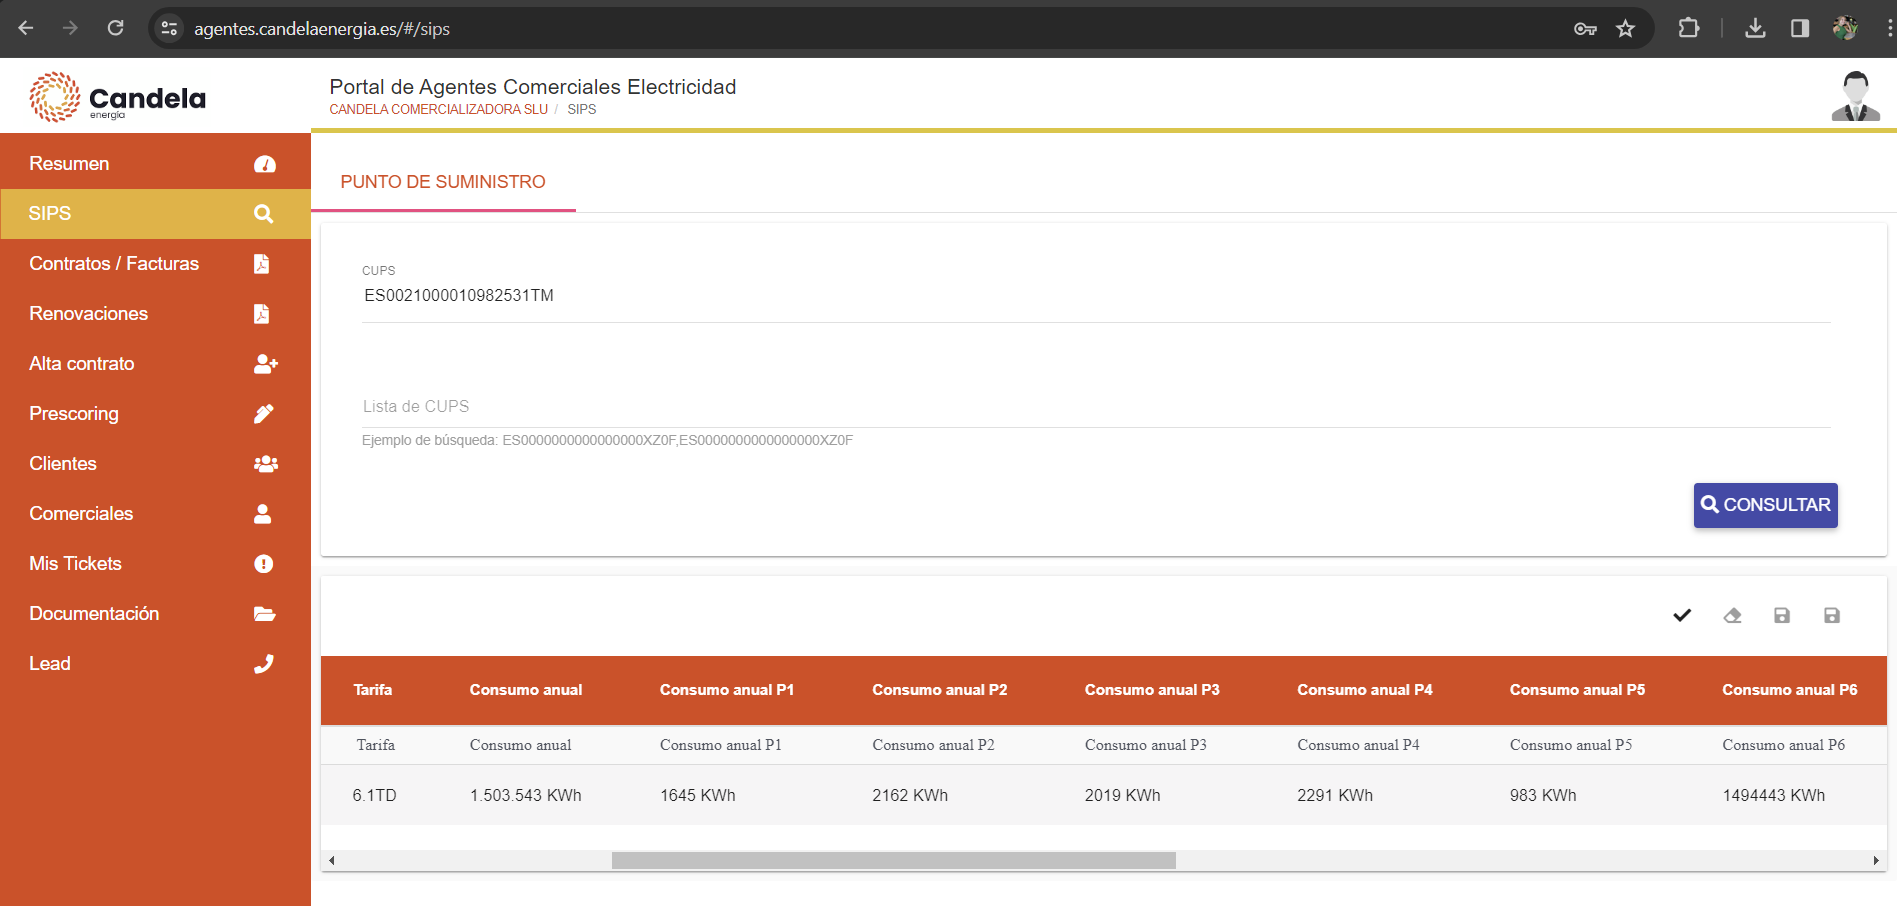 agentes.candelaenergia.es/#/sips
Candela
energía
Portal de Agentes Comerciales Electricidad
CANDELA COMERCIALIZADORA SLU / SIPS
Resumen
SIPS
Contratos / Facturas
Renovaciones
Alta contrato
Prescoring
Clientes
Comerciales
Mis Tickets
Documentación
Lead
PUNTO DE SUMINISTRO
CUPS
ES0021000010982531TM
Lista de CUPS
Ejemplo de búsqueda: ES0000000000000000XZ0F,ES0000000000000000XZ0F
CONSULTAR
Tarifa Consumo anual Consumo anual P1 Consumo anual P2 Consumo anual P3 Consumo anual P4 Consumo anual P5 Consumo anual P6
Tarifa Consumo anual Consumo anual P1 Consumo anual P2 Consumo anual P3 Consumo anual P4 Consumo anual P5 Consumo anual P6
6.1TD 1.503.543 KWh 1645 KWh 2162 KWh 2019 KWh 2291 KWh 983 KWh 1494443 KWh